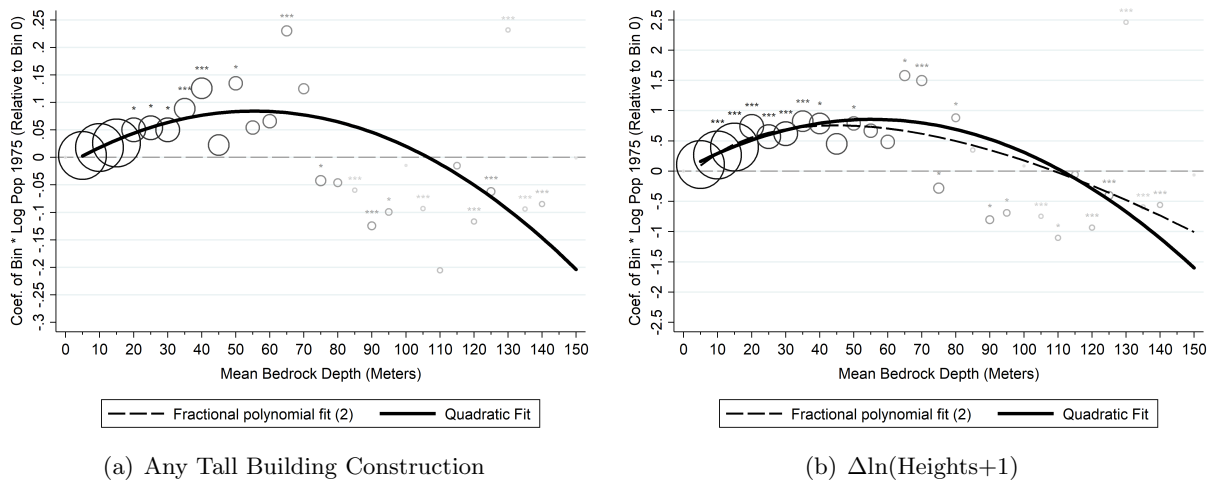 Coef. of Bin * Log Pop 1975 (Relative to Bin 0)
.25
.2
.15
.1
.05
0
-.05
-.1
-.15
-.2
-.25
-.3
0 10 20 30 40 50 60 70 80 90 100 110 120 130 140 150
Mean Bedrock Depth (Meters)
Fractional polynomial fit (2) Quadratic Fit
(a) Any Tall Building Construction
Coef. of Bin * Log Pop 1975 (Relative to Bin 0)
2.5
2
1.5
1
.5
0
-.5
-1
-1.5
-2
-2.5
0 10 20 30 40 50 60 70 80 90 100 110 120 130 140 150
Mean Bedrock Depth (Meters)
Fractional polynomial fit (2) Quadratic Fit
(b) Δln(Heights+1)